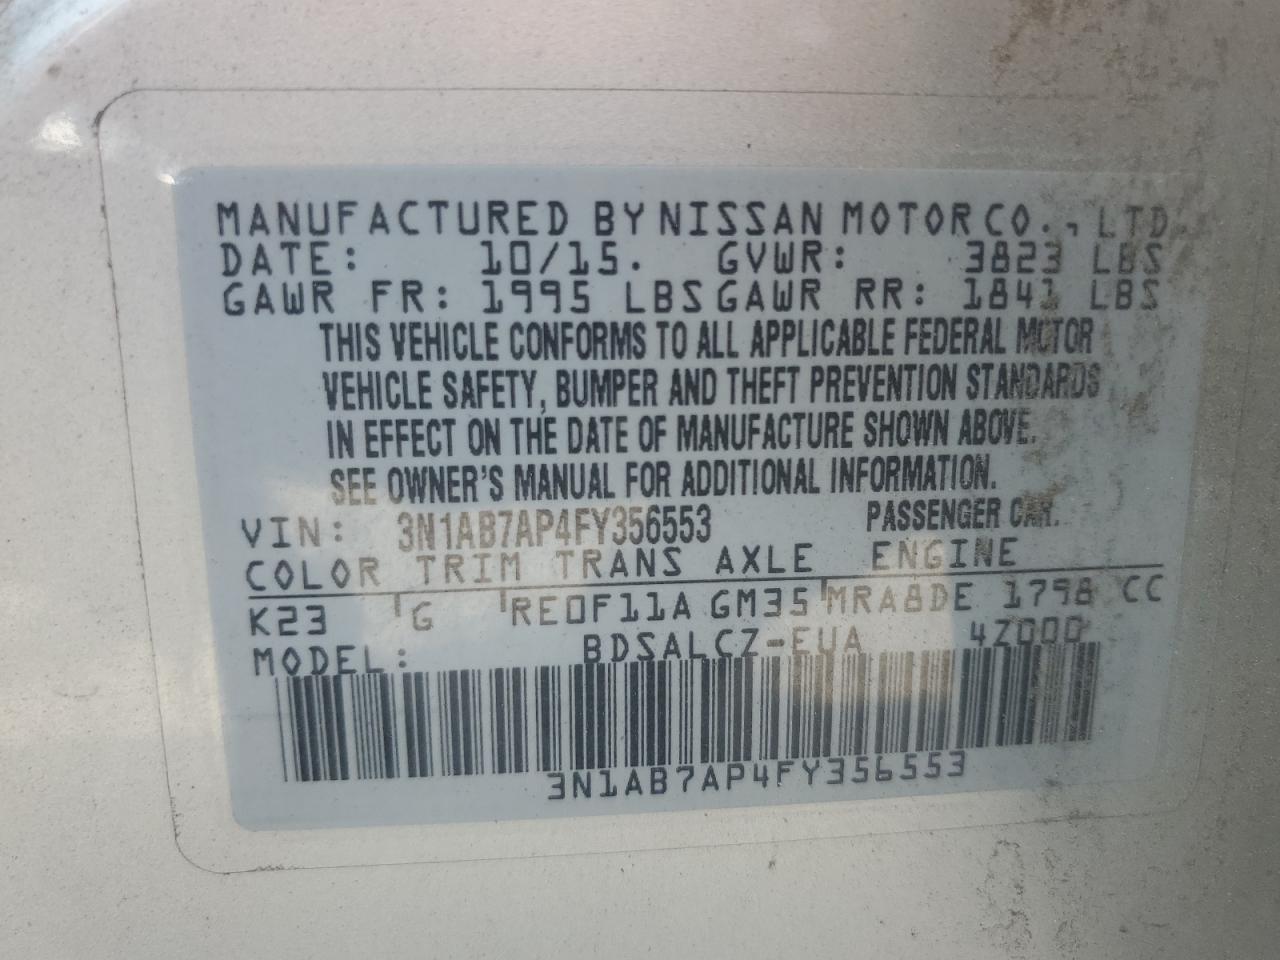 MANUFACTURED BY NISSAN MOTOR CO., LTD.
DATE: 10/15. GVWR: 3823 LBS
GAWR FR: 1995 LBS GAWR RR: 1841 LBS
THIS VEHICLE CONFORMS TO ALL APPLICABLE FEDERAL MOTOR
VEHICLE SAFETY, BUMPER AND THEFT PREVENTION STANDARDS
IN EFFECT ON THE DATE OF MANUFACTURE SHOWN ABOVE.
SEE OWNER'S MANUAL FOR ADDITIONAL INFORMATION.
VIN: 3N1AB7AP4FY356553 PASSENGER CAR.
COLOR TRIM TRANS AXLE ENGINE
K23 G RE0F11A GM35 MRA8DE 1798 CC
MODEL: BDSALCZ-EUA 4Z000
3N1AB7AP4FY356553